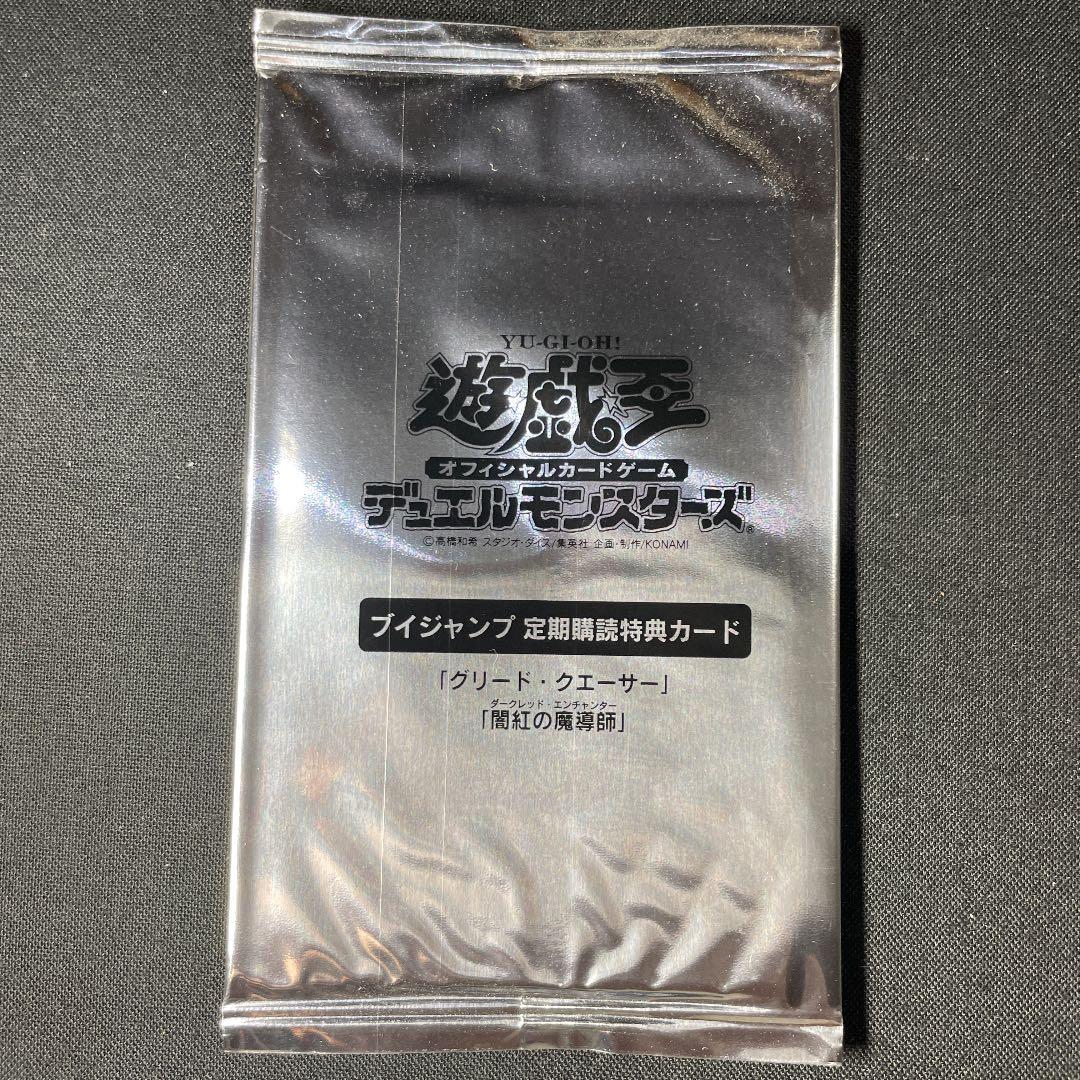 YU-GI-OH!
遊戯王
オフィシャルカードゲーム
デュエルモンスターズ®
©高橋和希 スタジオ・ダイス/集英社 企画・制作/KONAMI
ブイジャンプ 定期購読特典カード
「グリード・クエーサー」
ダークレッド・エンチャンター
「闇紅の魔導師」